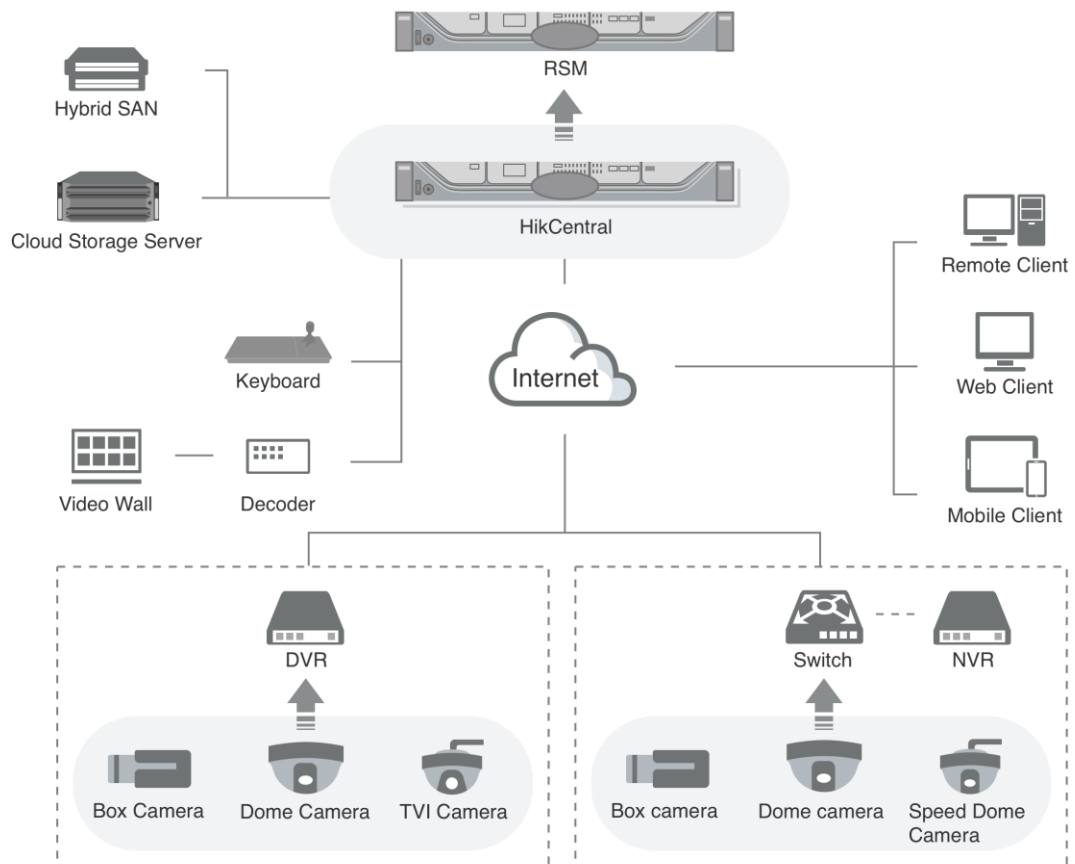 RSM
Hybrid SAN
HikCentral
Cloud Storage Server
Remote Client
Keyboard
Internet
Web Client
Video Wall
Decoder
Mobile Client
DVR
Switch
NVR
Box Camera
Dome Camera
TVI Camera
Box camera
Dome camera
Speed Dome
Camera